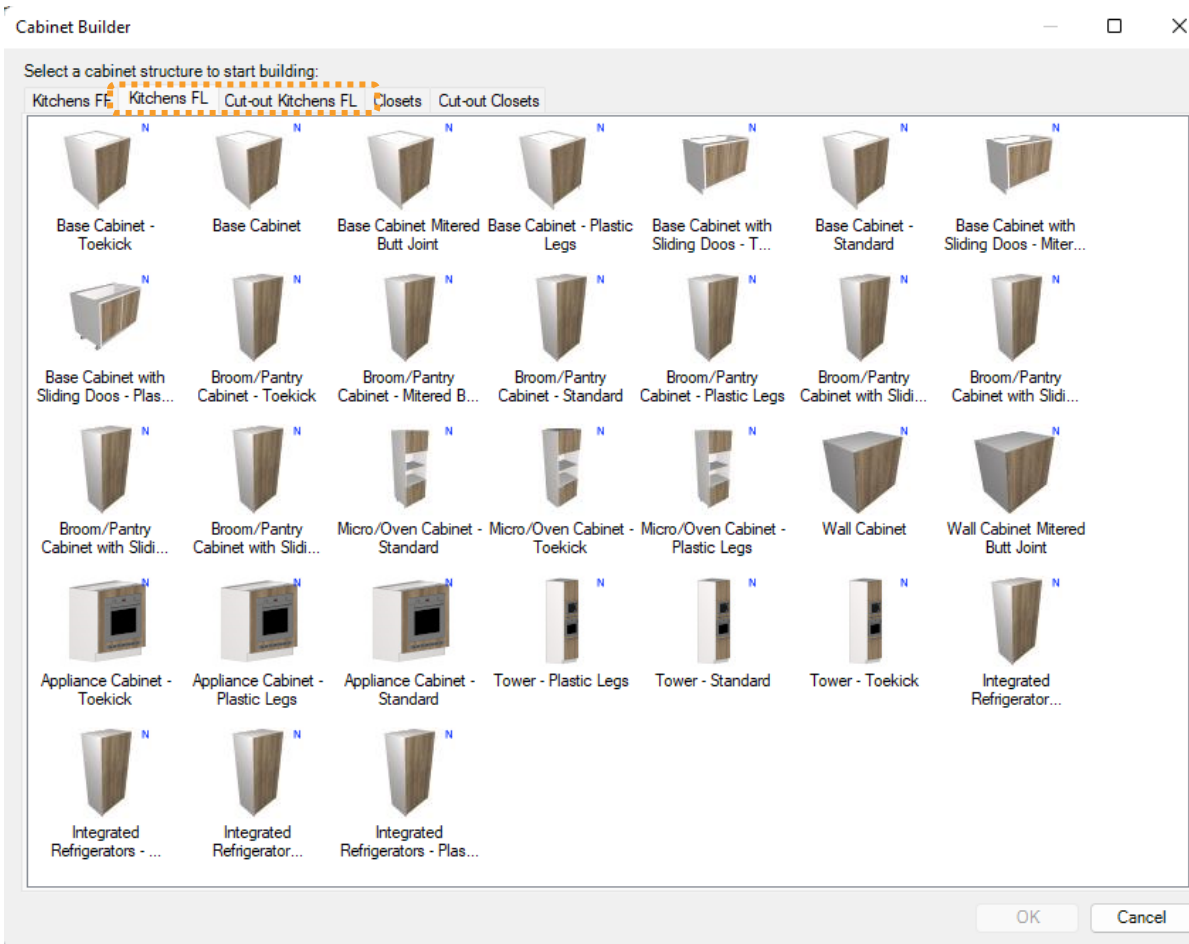 Cabinet Builder
Select a cabinet structure to start building:
Kitchens FF Kitchens FL Cut-out Kitchens FL Closets Cut-out Closets
N N N N N N N
Base Cabinet - Toekick
Base Cabinet
Base Cabinet Mitered Butt Joint
Base Cabinet - Plastic Legs
Base Cabinet with Sliding Doos - T...
Base Cabinet - Standard
Base Cabinet with Sliding Doos - Miter...
N N N N N N N
Base Cabinet with Sliding Doos - Plas...
Broom/Pantry Cabinet - Toekick
Broom/Pantry Cabinet - Mitered B...
Broom/Pantry Cabinet - Standard
Broom/Pantry Cabinet - Plastic Legs
Broom/Pantry Cabinet with Slidi...
Broom/Pantry Cabinet with Slidi...
N N N N N N N
Broom/Pantry Cabinet with Slidi...
Broom/Pantry Cabinet with Slidi...
Micro/Oven Cabinet - Standard
Micro/Oven Cabinet - Toekick
Micro/Oven Cabinet - Plastic Legs
Wall Cabinet
Wall Cabinet Mitered Butt Joint
N N N N N N N
Appliance Cabinet - Toekick
Appliance Cabinet - Plastic Legs
Appliance Cabinet - Standard
Tower - Plastic Legs
Tower - Standard
Tower - Toekick
Integrated Refrigerator...
N N N
Integrated Refrigerators - ...
Integrated Refrigerator...
Integrated Refrigerators - Plas...
OK Cancel